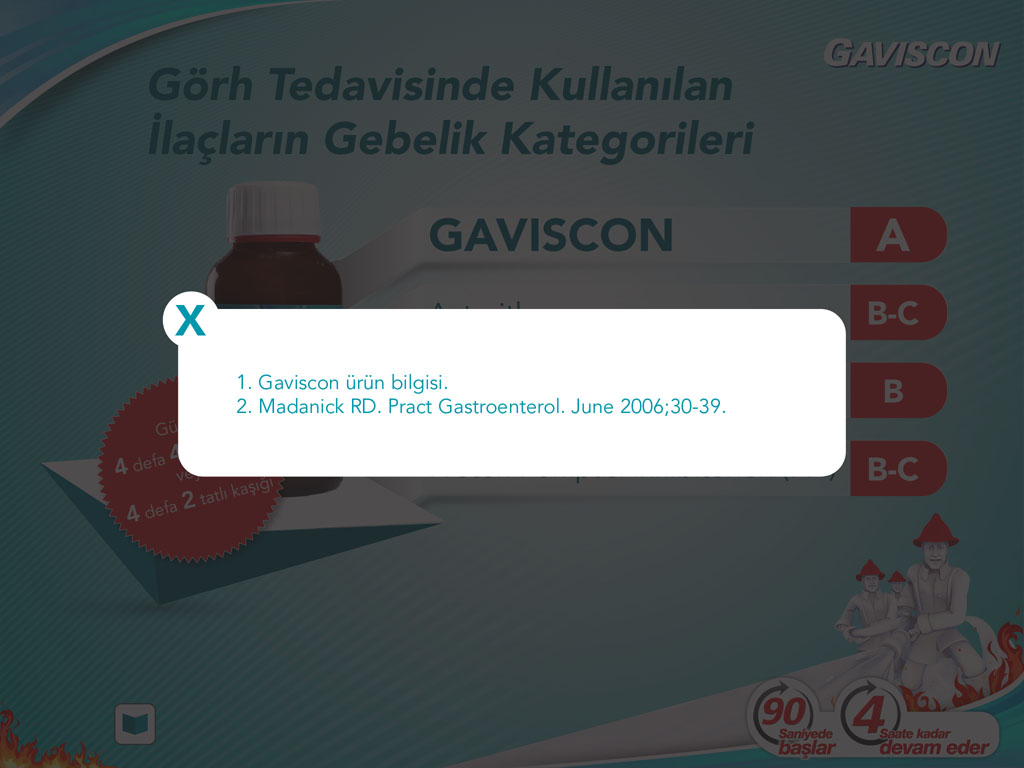 GAVISCON
Görh Tedavisinde Kullanılan
İlaçların Gebelik Kategorileri
GAVISCON A
B-C
X
1. Gaviscon ürün bilgisi.
2. Madanick RD. Pract Gastroenterol. June 2006;30-39.
B
B-C
4 defa
4 defa 2 tatlı kaşığı
90 Saniyede başlar
4 Saate kadar devam eder